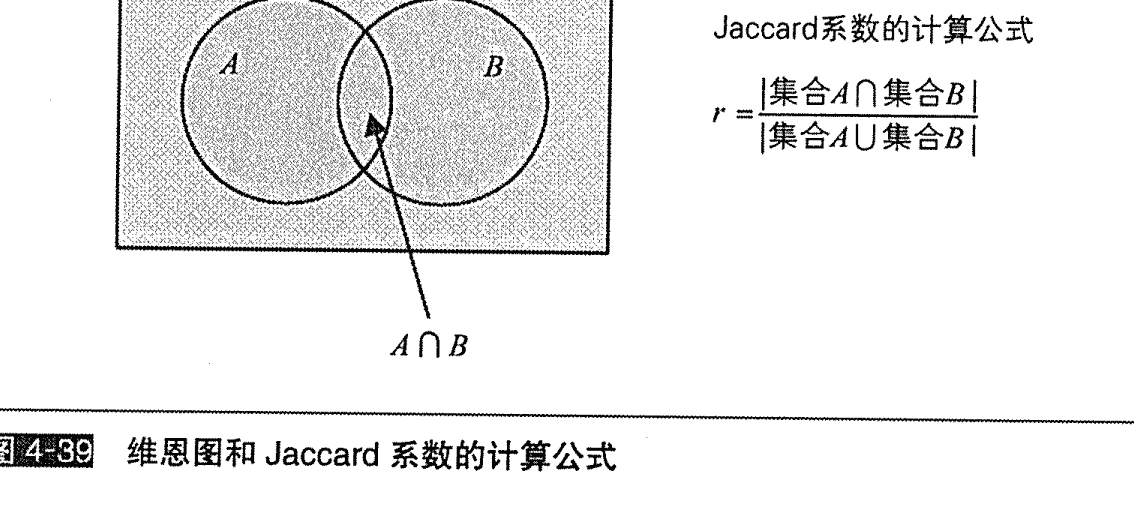 Jaccard系数的计算公式
A
B
r = |集合A∩集合B| / |集合A∪集合B|
A∩B
图 4-39 维恩图和 Jaccard 系数的计算公式